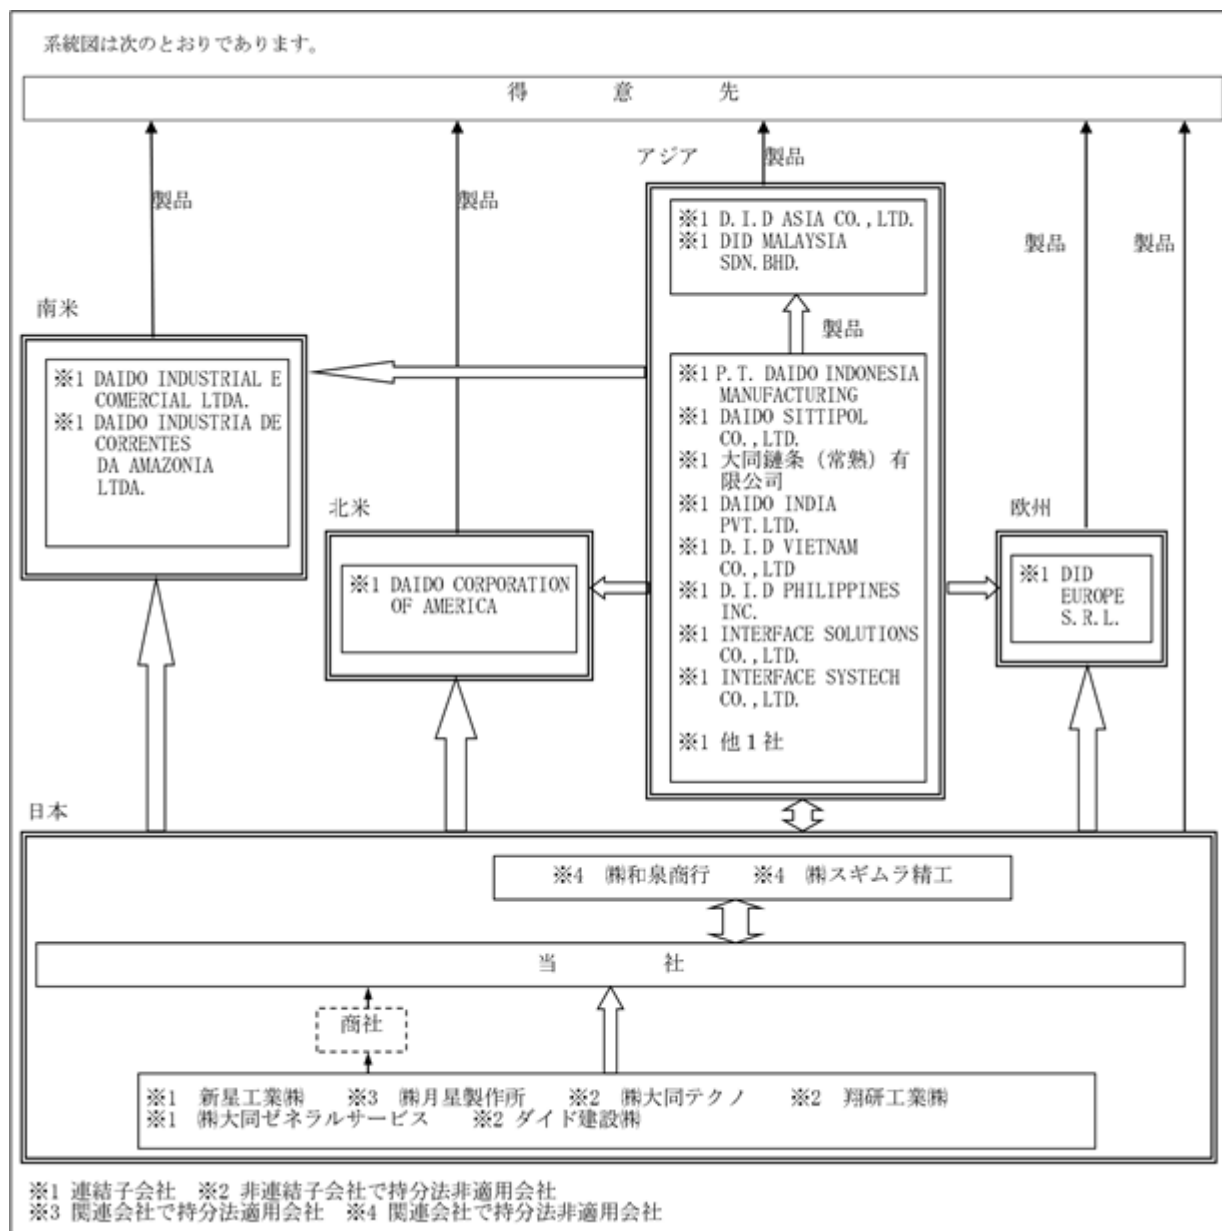 系統図は次のとおりであります。
得意先
アジア
製品
製品
製品
※1 D.I.D ASIA CO.,LTD.
※1 DID MALAYSIA
SDN.BHD.
製品
製品
南米
製品
※1 DAIDO INDUSTRIAL E
COMERCIAL LTDA.
※1 DAIDO INDUSTRIA DE
CORRENTES
DA AMAZONIA
LTDA.
※1 P.T. DAIDO INDONESIA
MANUFACTURING
※1 DAIDO SITTIPOL
CO.,LTD.
※1 大同鏈条（常熟）有
限公司
※1 DAIDO INDIA
PVT.LTD.
※1 D.I.D VIETNAM
CO.,LTD
※1 D.I.D PHILIPPINES
INC.
※1 INTERFACE SOLUTIONS
CO.,LTD.
※1 INTERFACE SYSTECH
CO.,LTD.
※1 他1社
北米
※1 DAIDO CORPORATION
OF AMERICA
欧州
※1 DID
EUROPE
S.R.L.
日本
※4 ㈱和泉商行 ※4 ㈱スギムラ精工
当社
商社
※1 新星工業㈱ ※3 ㈱月星製作所 ※2 ㈱大同テクノ ※2 翔研工業㈱
※1 ㈱大同ゼネラルサービス ※2 ダイド建設㈱
※1 連結子会社 ※2 非連結子会社で持分法非適用会社
※3 関連会社で持分法適用会社 ※4 関連会社で持分法非適用会社